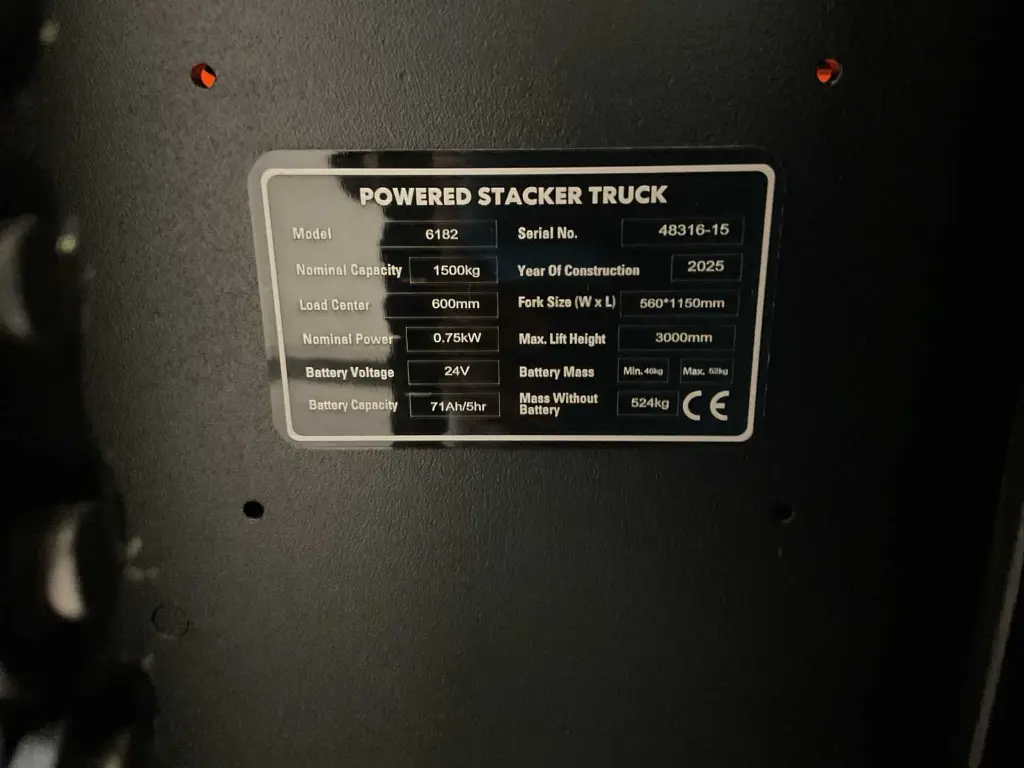 POWERED STACKER TRUCK
Model 6182 Serial No. 48316-15
Nominal Capacity 1500kg Year Of Construction 2025
Load Center 600mm Fork Size (W x L) 560*1150mm
Nominal Power 0.75kW Max. Lift Height 3000mm
Battery Voltage 24V Battery Mass Min. 46kg Max. 52kg
Battery Capacity 71Ah/5hr Mass Without Battery 524kg CE